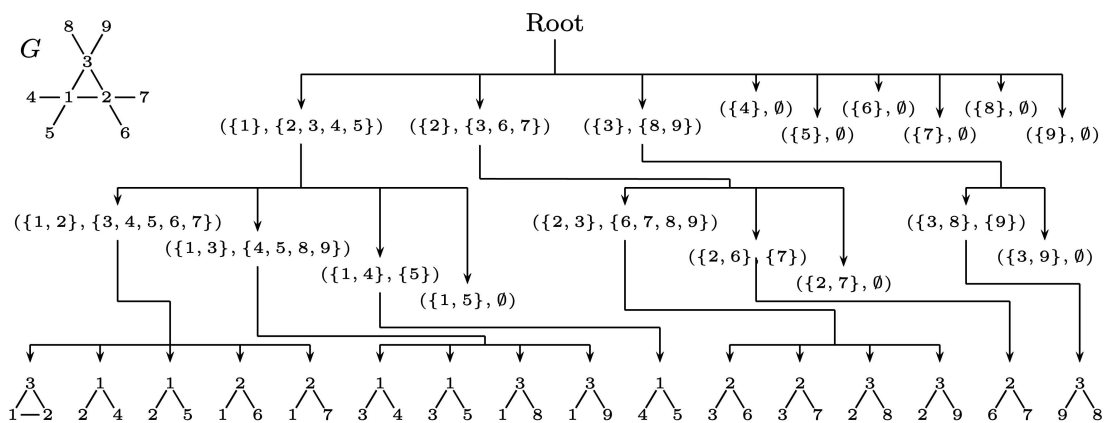 Root
8 9
G
3
4 1 2 7
5 6
({1}, {2, 3, 4, 5}) ({2}, {3, 6, 7}) ({3}, {8, 9}) ({4}, ∅) ({5}, ∅) ({6}, ∅) ({7}, ∅) ({8}, ∅) ({9}, ∅)
({1, 2}, {3, 4, 5, 6, 7}) ({1, 3}, {4, 5, 8, 9}) ({1, 4}, {5}) ({1, 5}, ∅) ({2, 3}, {6, 7, 8, 9}) ({2, 6}, {7}) ({2, 7}, ∅) ({3, 8}, {9}) ({3, 9}, ∅)
3 1 1 2 2 1 1 3 3 1 2 2 3 3 2 3
1 2 2 4 2 5 1 6 1 7 3 4 3 5 1 8 1 9 4 5 3 6 3 7 2 8 2 9 6 7 9 8